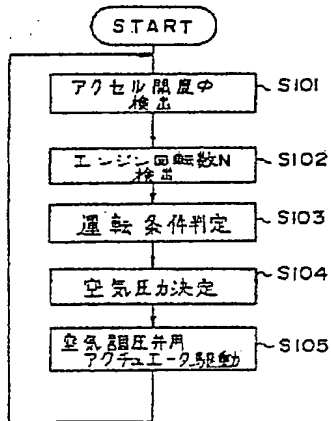 START
アクセル開度Φ
検出
S101
エンジン回転数N
検出
S102
運転条件判定
S103
空気圧力決定
S104
空気調圧弁用
アクチュエータ駆動
S105